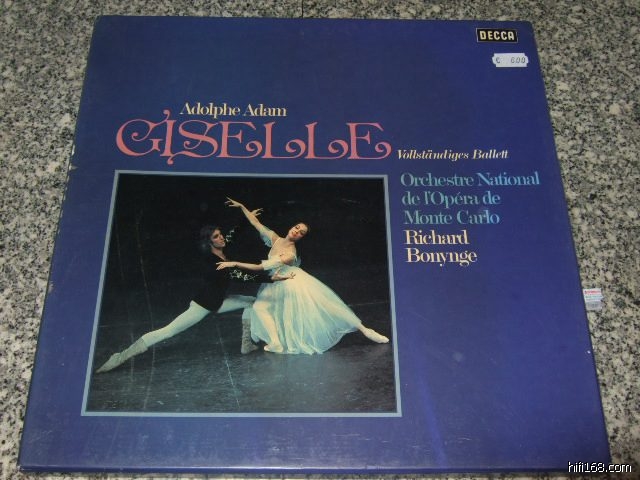 DECCA
Adolphe Adam
GISELLE
Vollständiges Ballett
Orchestre National
de l'Opéra de
Monte Carlo
Richard
Bonynge
hifi168.com